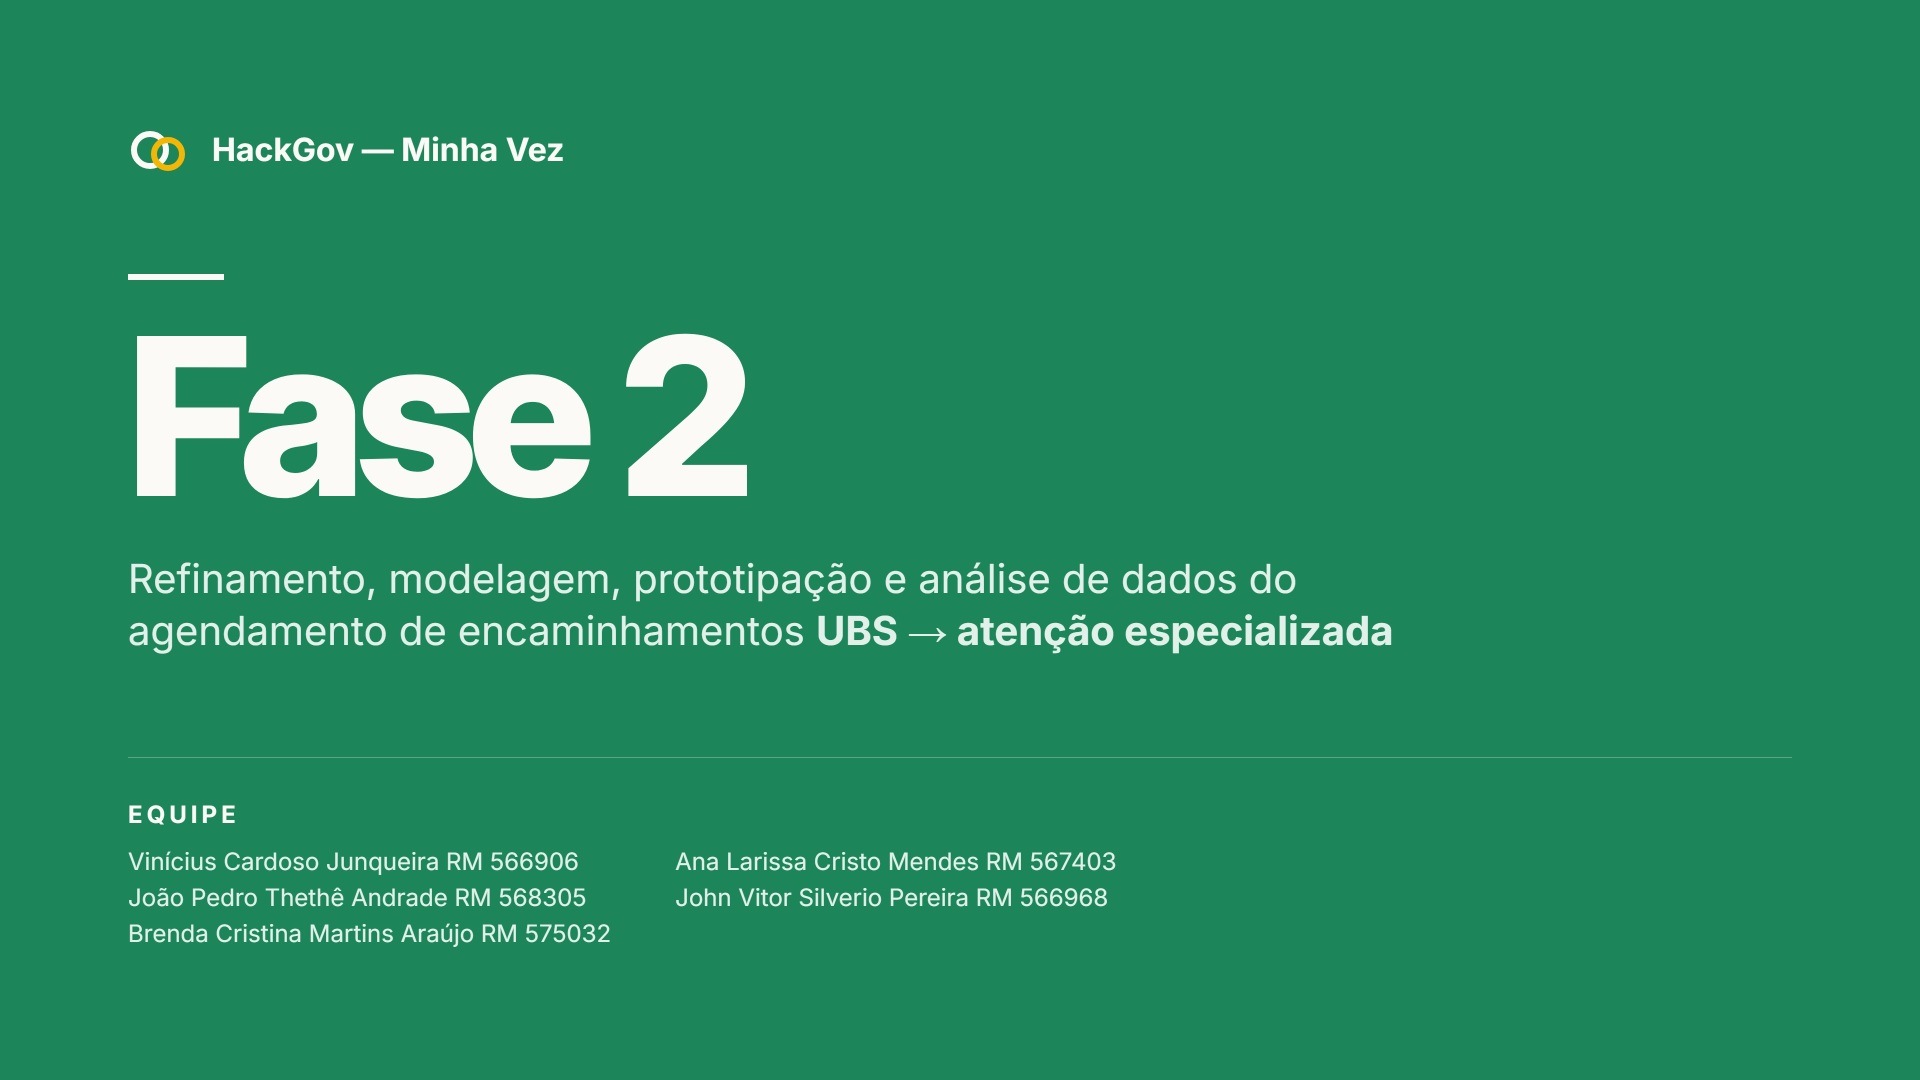 HackGov — Minha Vez
Fase 2
Refinamento, modelagem, prototipação e análise de dados do
agendamento de encaminhamentos UBS → atenção especializada
EQUIPE
Vinícius Cardoso Junqueira RM 566906
João Pedro Thethê Andrade RM 568305
Brenda Cristina Martins Araújo RM 575032
Ana Larissa Cristo Mendes RM 567403
John Vitor Silverio Pereira RM 566968